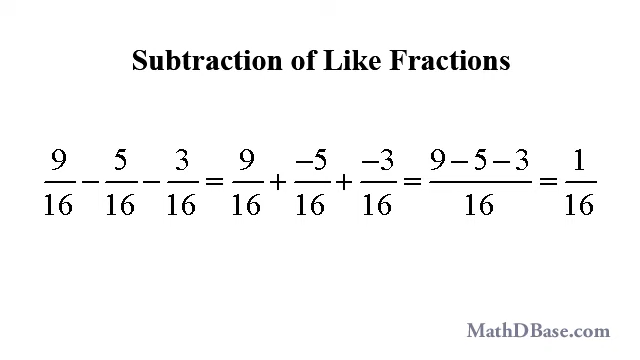 Subtraction of Like Fractions
9/16 − 5/16 − 3/16 = 9/16 + −5/16 + −3/16 = 9−5−3/16 = 1/16
MathDBase.com